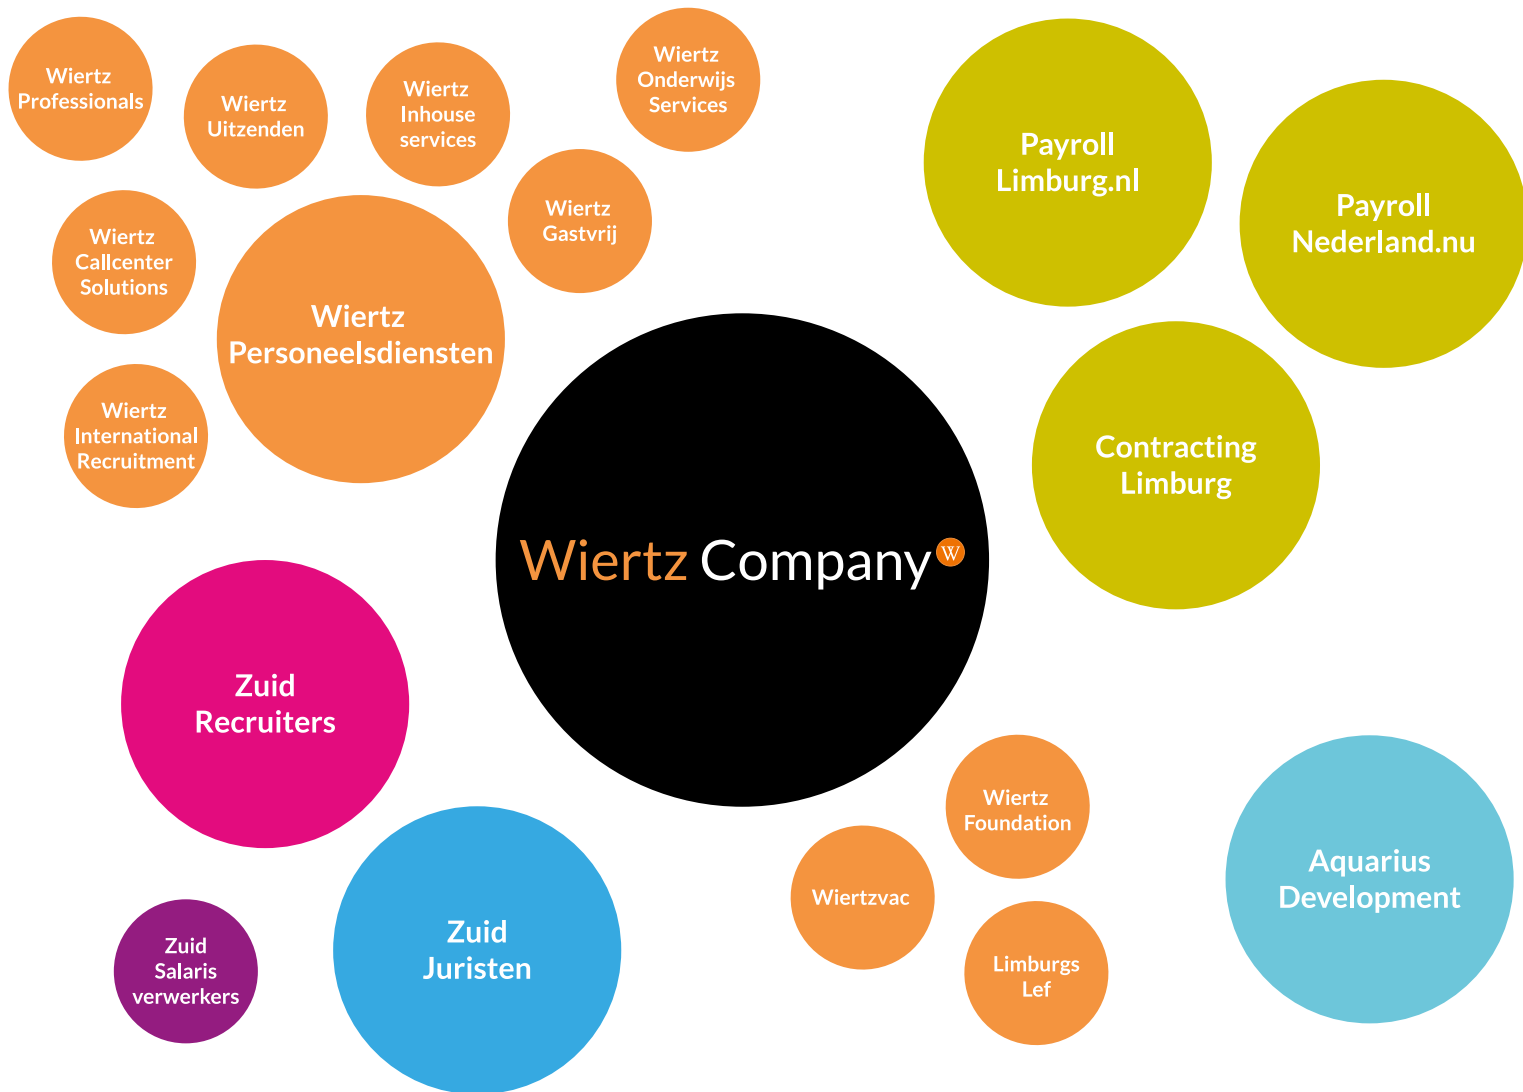 Wiertz
Professionals
Wiertz
Uitzenden
Wiertz
Inhouse
services
Wiertz
Onderwijs
Services
Wiertz
Gastvrij
Wiertz
Callcenter
Solutions
Wiertz
Personeelsdiensten
Wiertz
International
Recruitment
Payroll
Limburg.nl
Payroll
Nederland.nu
Contracting
Limburg
Wiertz Company W
Zuid
Recruiters
Zuid
Juristen
Zuid
Salaris
verwerkers
Wiertz
Foundation
Wiertzvac
Limburgs
Lef
Aquarius
Development